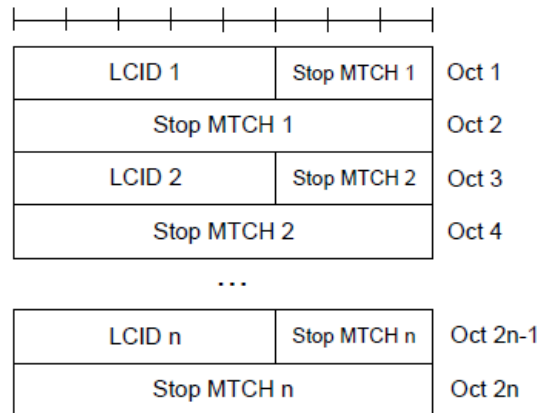 LCID 1 Stop MTCH 1 Oct 1
Stop MTCH 1 Oct 2
LCID 2 Stop MTCH 2 Oct 3
Stop MTCH 2 Oct 4
...
LCID n Stop MTCH n Oct 2n-1
Stop MTCH n Oct 2n